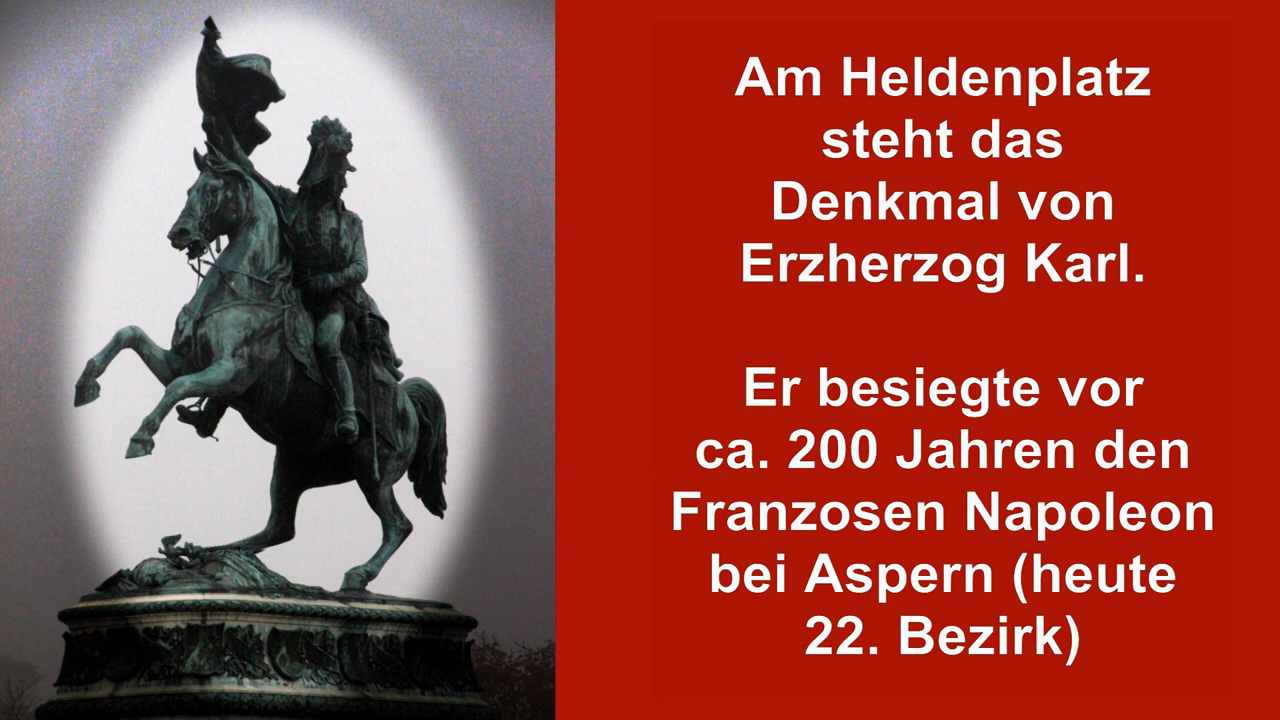 Am Heldenplatz
steht das
Denkmal von
Erzherzog Karl.
Er besiegte vor
ca. 200 Jahren den
Franzosen Napoleon
bei Aspern (heute
22. Bezirk)